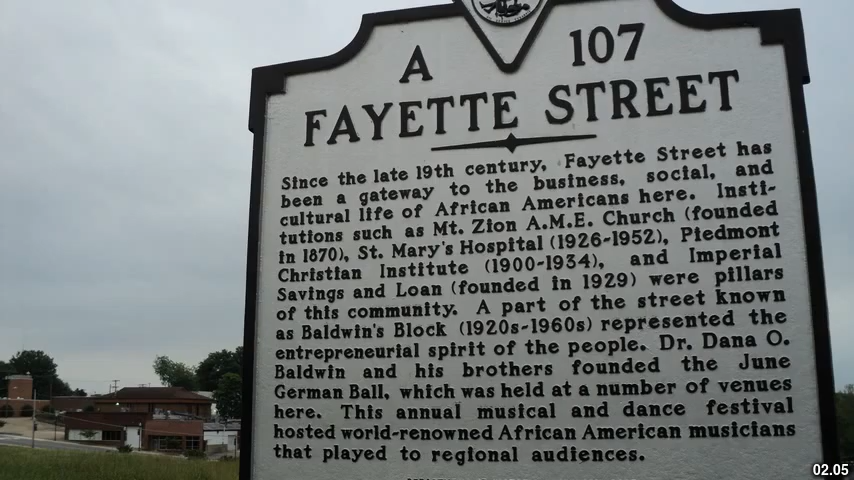 A 107
FAYETTE STREET
Since the late 19th century, Fayette Street has
been a gateway to the business, social, and
cultural life of African Americans here. Insti-
tutions such as Mt. Zion A.M.E. Church (founded
in 1870), St. Mary's Hospital (1926-1952), Piedmont
Christian Institute (1900-1934), and Imperial
Savings and Loan (founded in 1929) were pillars
of this community. A part of the street known
as Baldwin's Block (1920s-1960s) represented the
entrepreneurial spirit of the people. Dr. Dana O.
Baldwin and his brothers founded the June
German Ball, which was held at a number of venues
here. This annual musical and dance festival
hosted world-renowned African American musicians
that played to regional audiences.
02.05